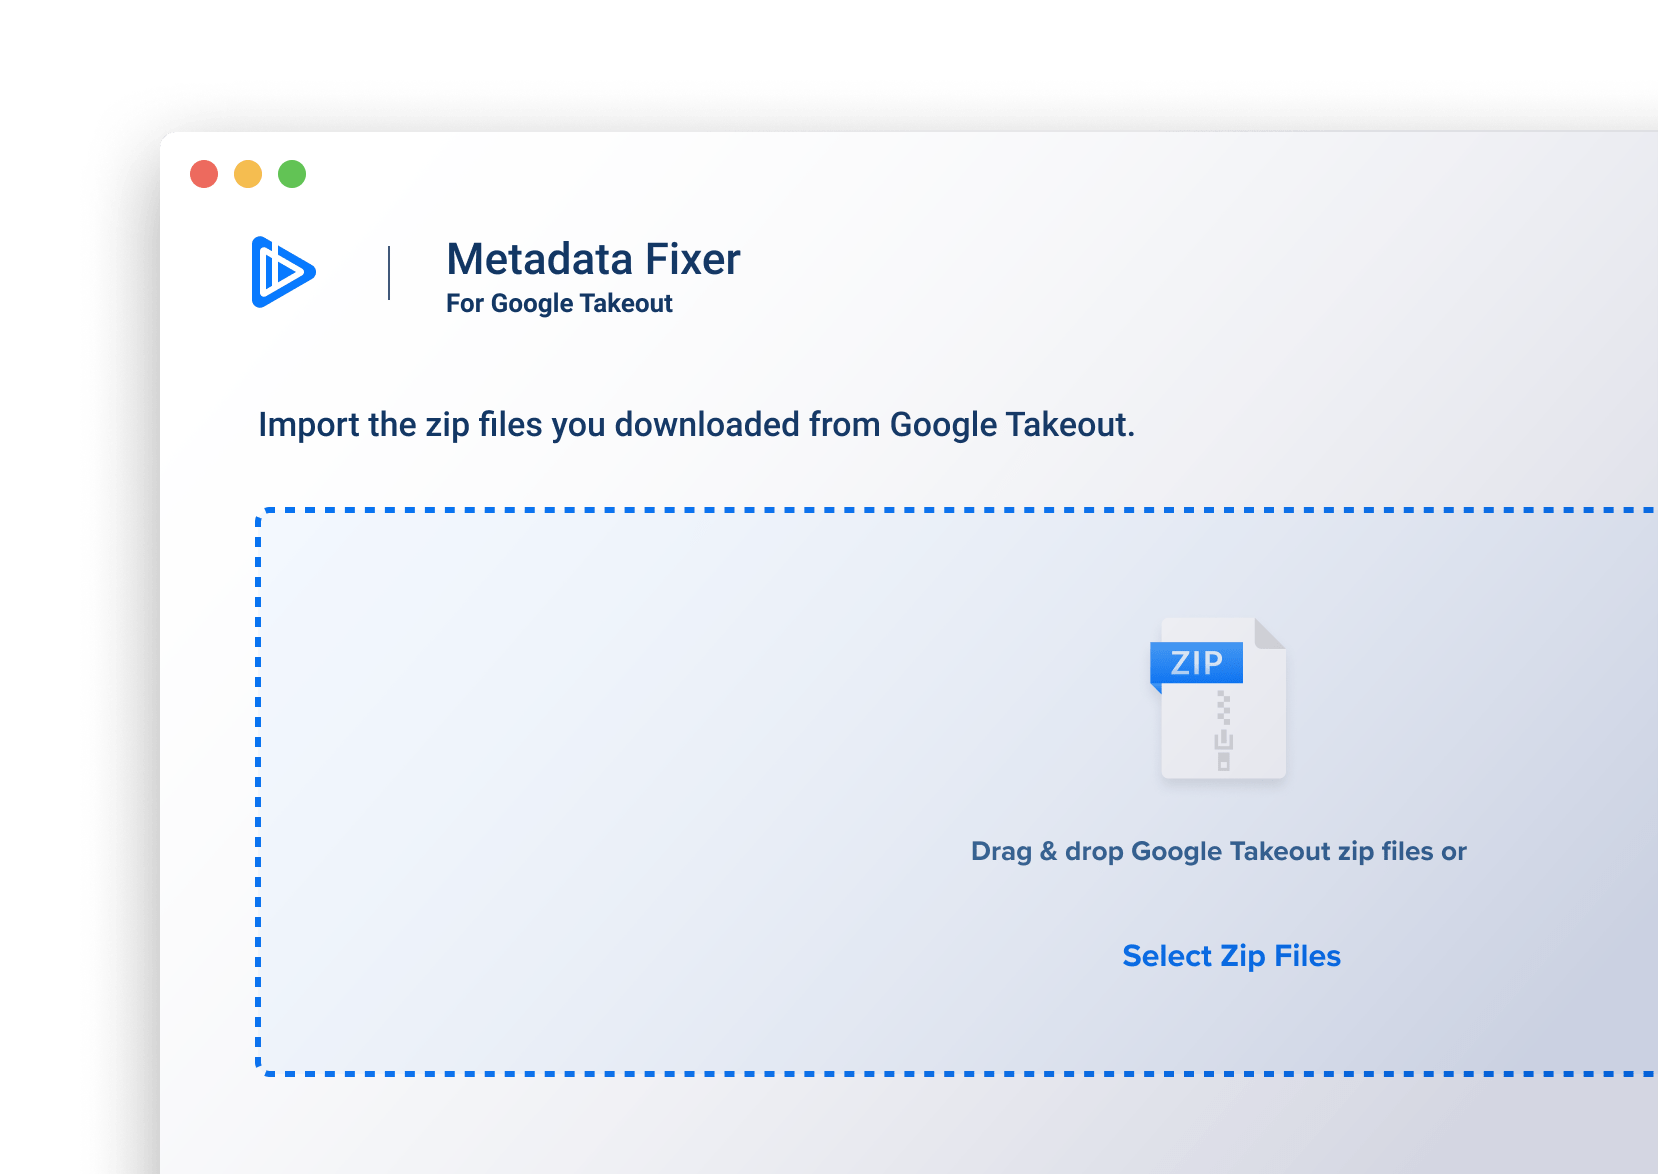 Metadata Fixer
For Google Takeout
Import the zip files you downloaded from Google Takeout.
ZIP
Drag & drop Google Takeout zip files or
Select Zip Files